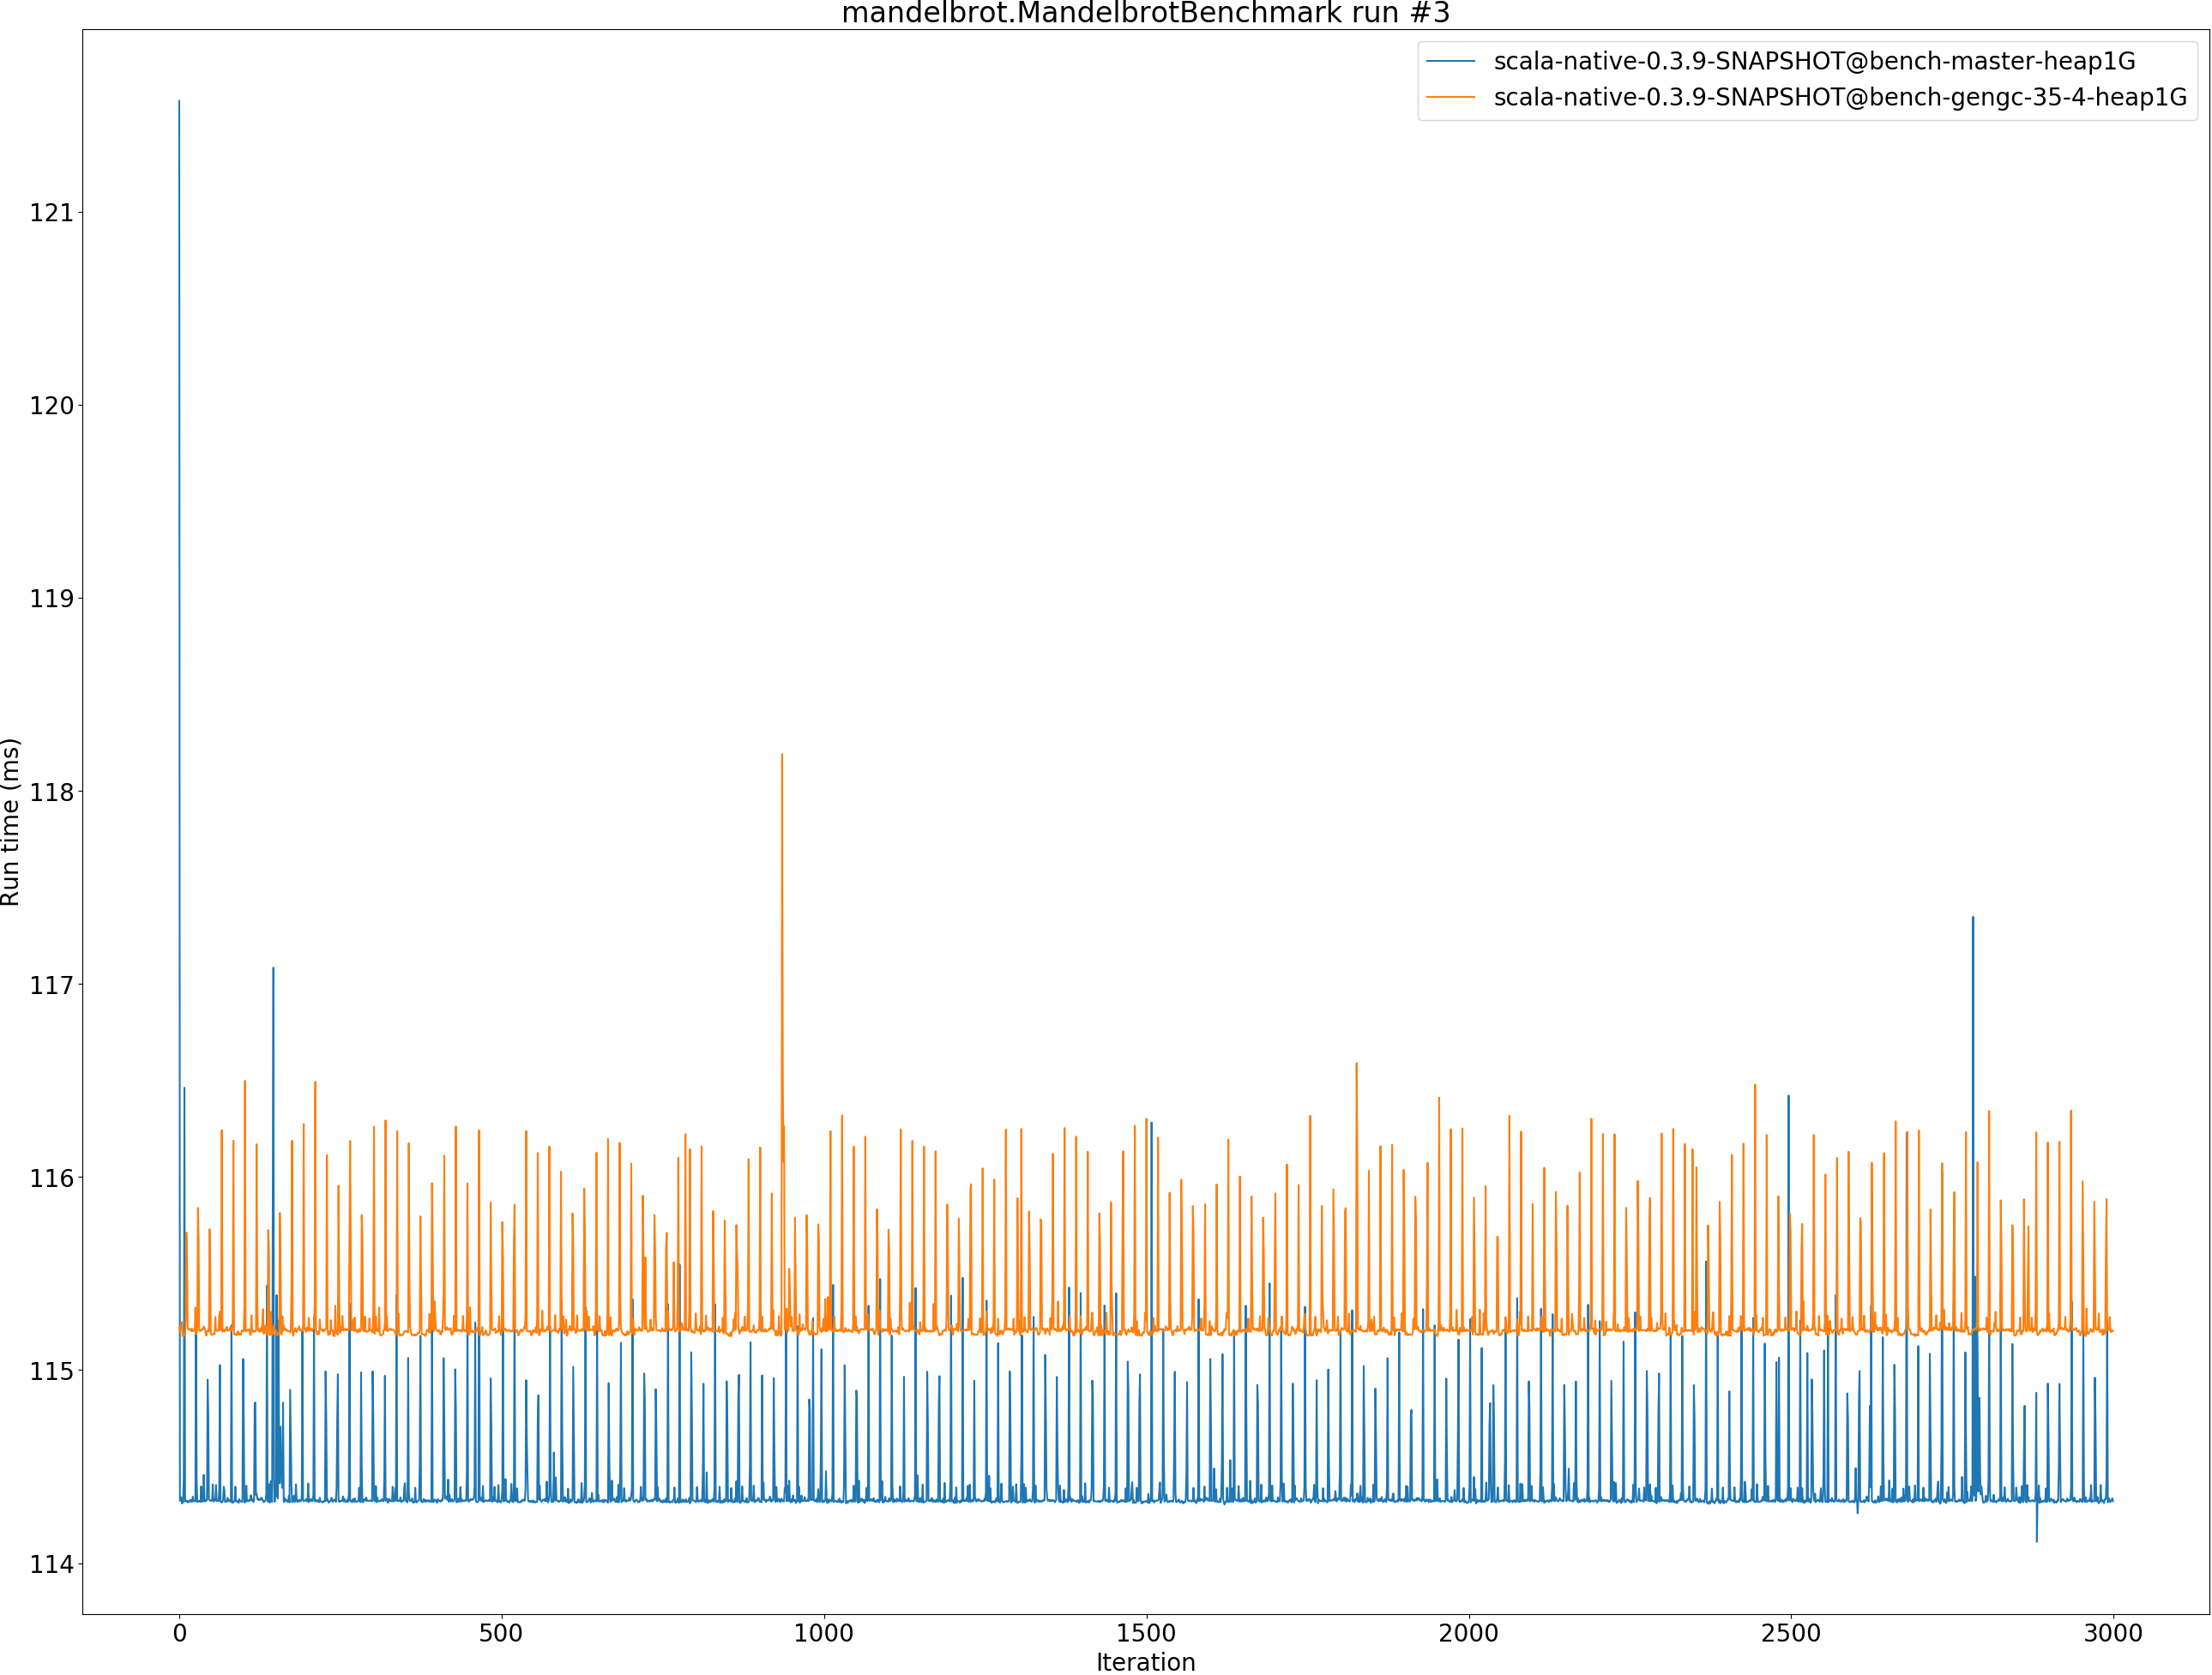 mandelbrot.MandelbrotBenchmark run #3
scala-native-0.3.9-SNAPSHOT@bench-master-heap1G
scala-native-0.3.9-SNAPSHOT@bench-gengc-35-4-heap1G
Run time (ms)
121
120
119
118
117
116
115
114
0 500 1000 1500 2000 2500 3000
Iteration